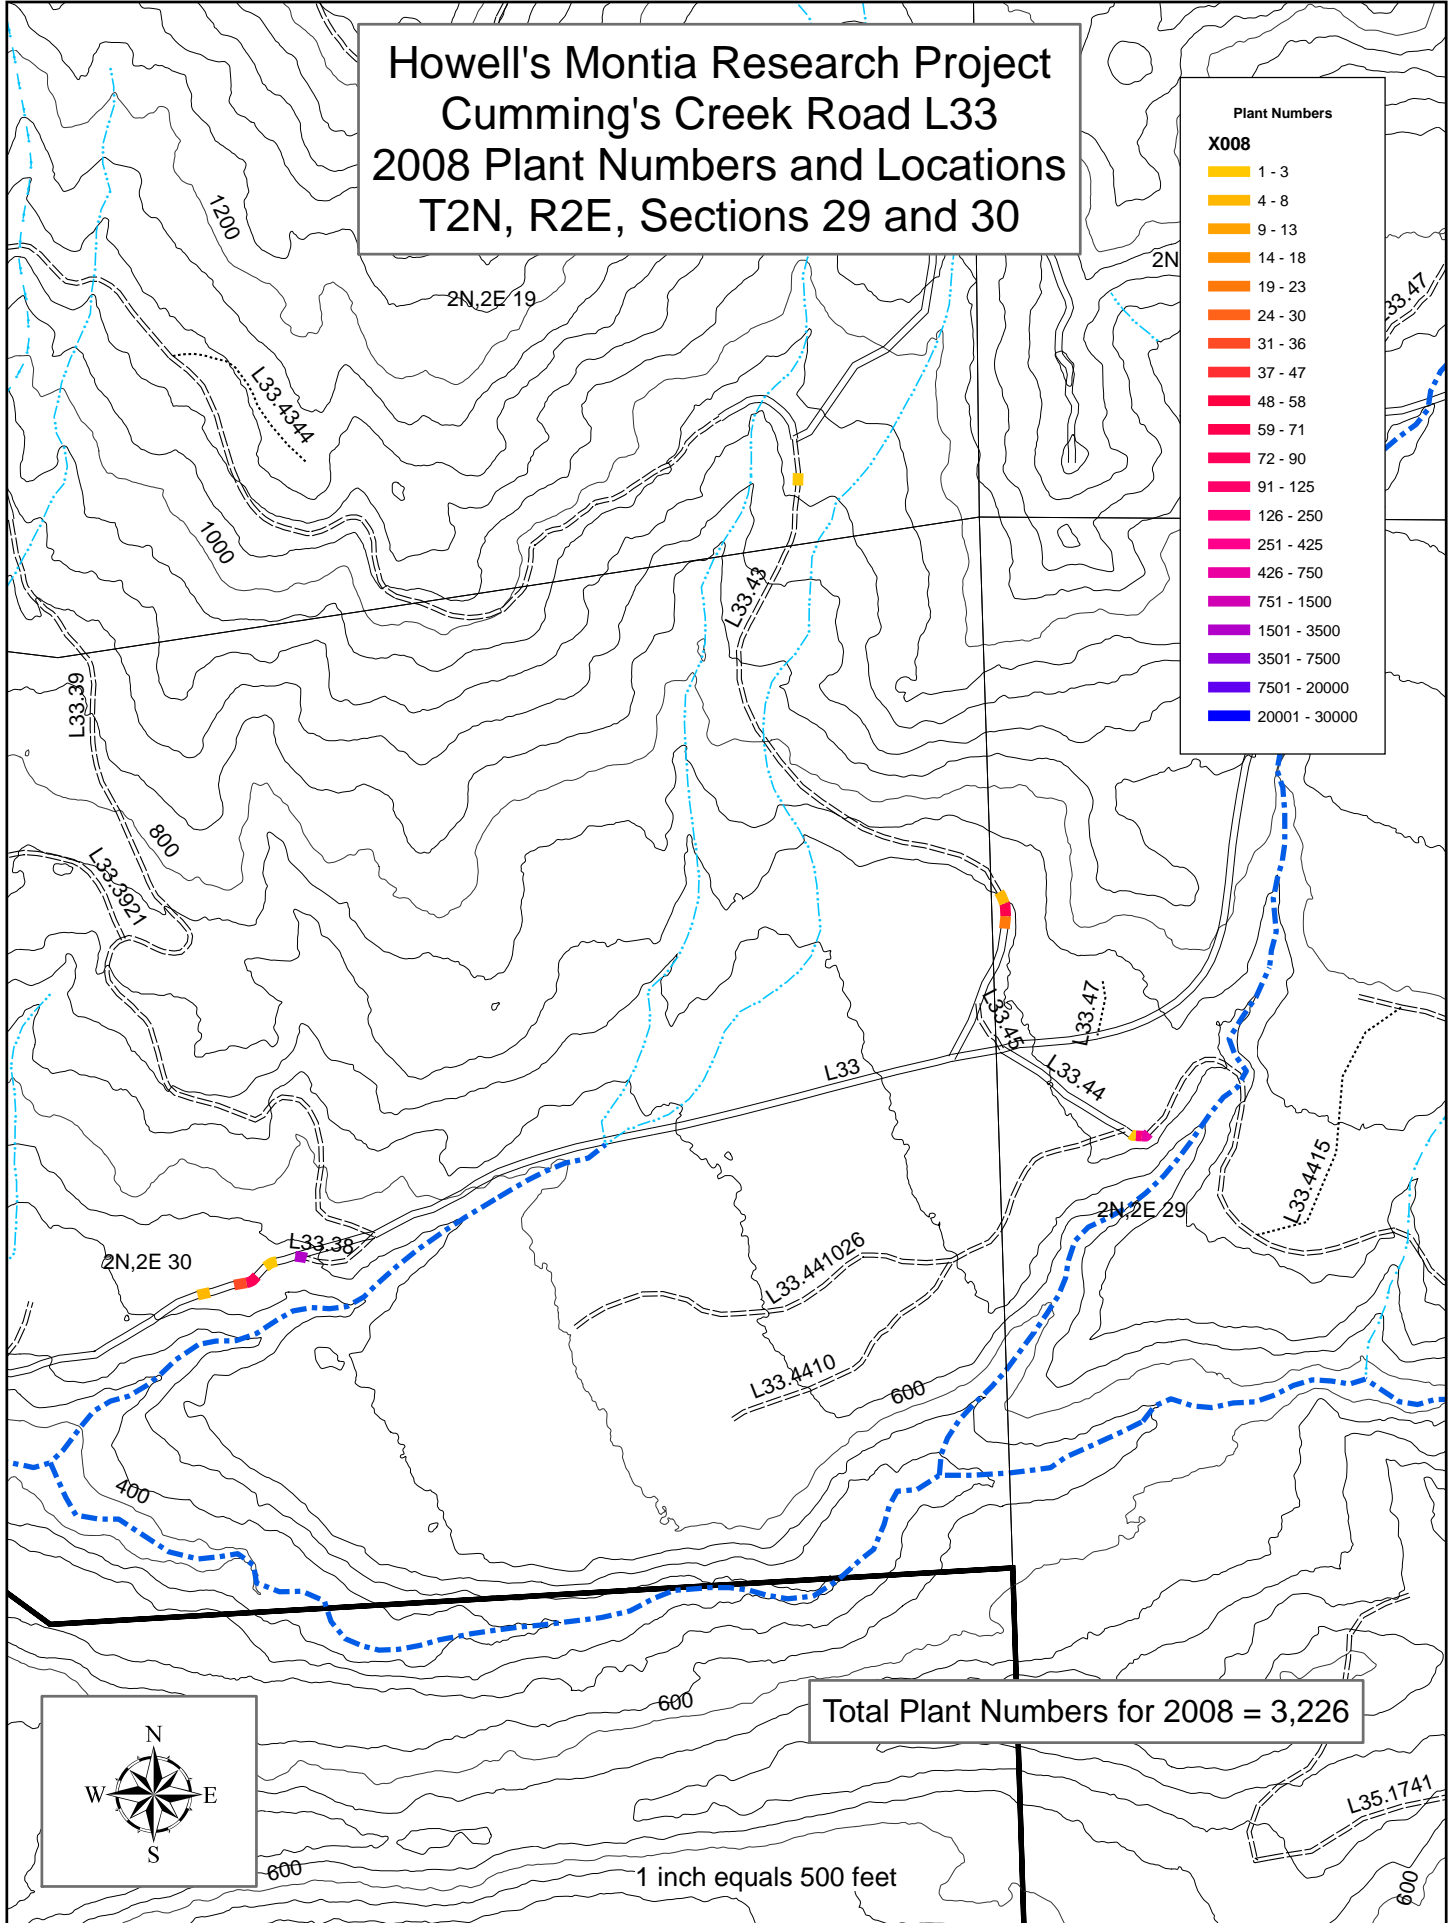 Howell's Montia Research Project
Cumming's Creek Road L33
2008 Plant Numbers and Locations
T2N, R2E, Sections 29 and 30
Plant Numbers
X008
1 - 3
4 - 8
9 - 13
14 - 18
19 - 23
24 - 30
31 - 36
37 - 47
48 - 58
59 - 71
72 - 90
91 - 125
126 - 250
251 - 425
426 - 750
751 - 1500
1501 - 3500
3501 - 7500
7501 - 20000
20001 - 30000
1200
2N,2E 19
2N
33.47
L33.4344
1000
L33.43
L33.39
800
L33.3921
L33.45
L33.47
L33
L33.44
L33.4415
2N,2E 29
L33.38
2N,2E 30
L33.441026
L33.4410
600
400
600
Total Plant Numbers for 2008 = 3,226
N
W
E
S
L35.1741
600
1 inch equals 500 feet
600